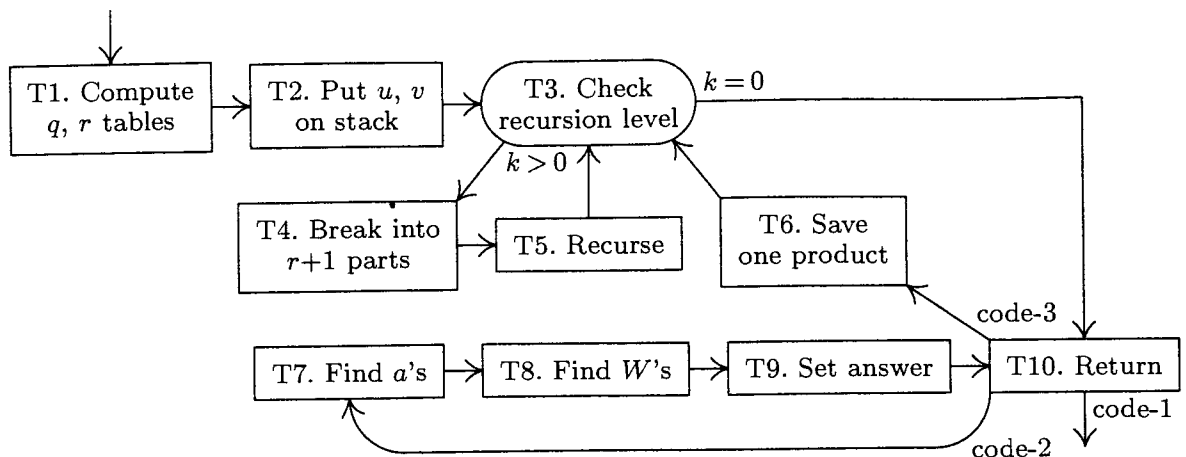 T1. Compute
q, r tables
T2. Put u, v
on stack
T3. Check
recursion level
k = 0
k > 0
T4. Break into
r+1 parts
T5. Recurse
T6. Save
one product
code-3
T7. Find a's
T8. Find W's
T9. Set answer
T10. Return
code-1
code-2